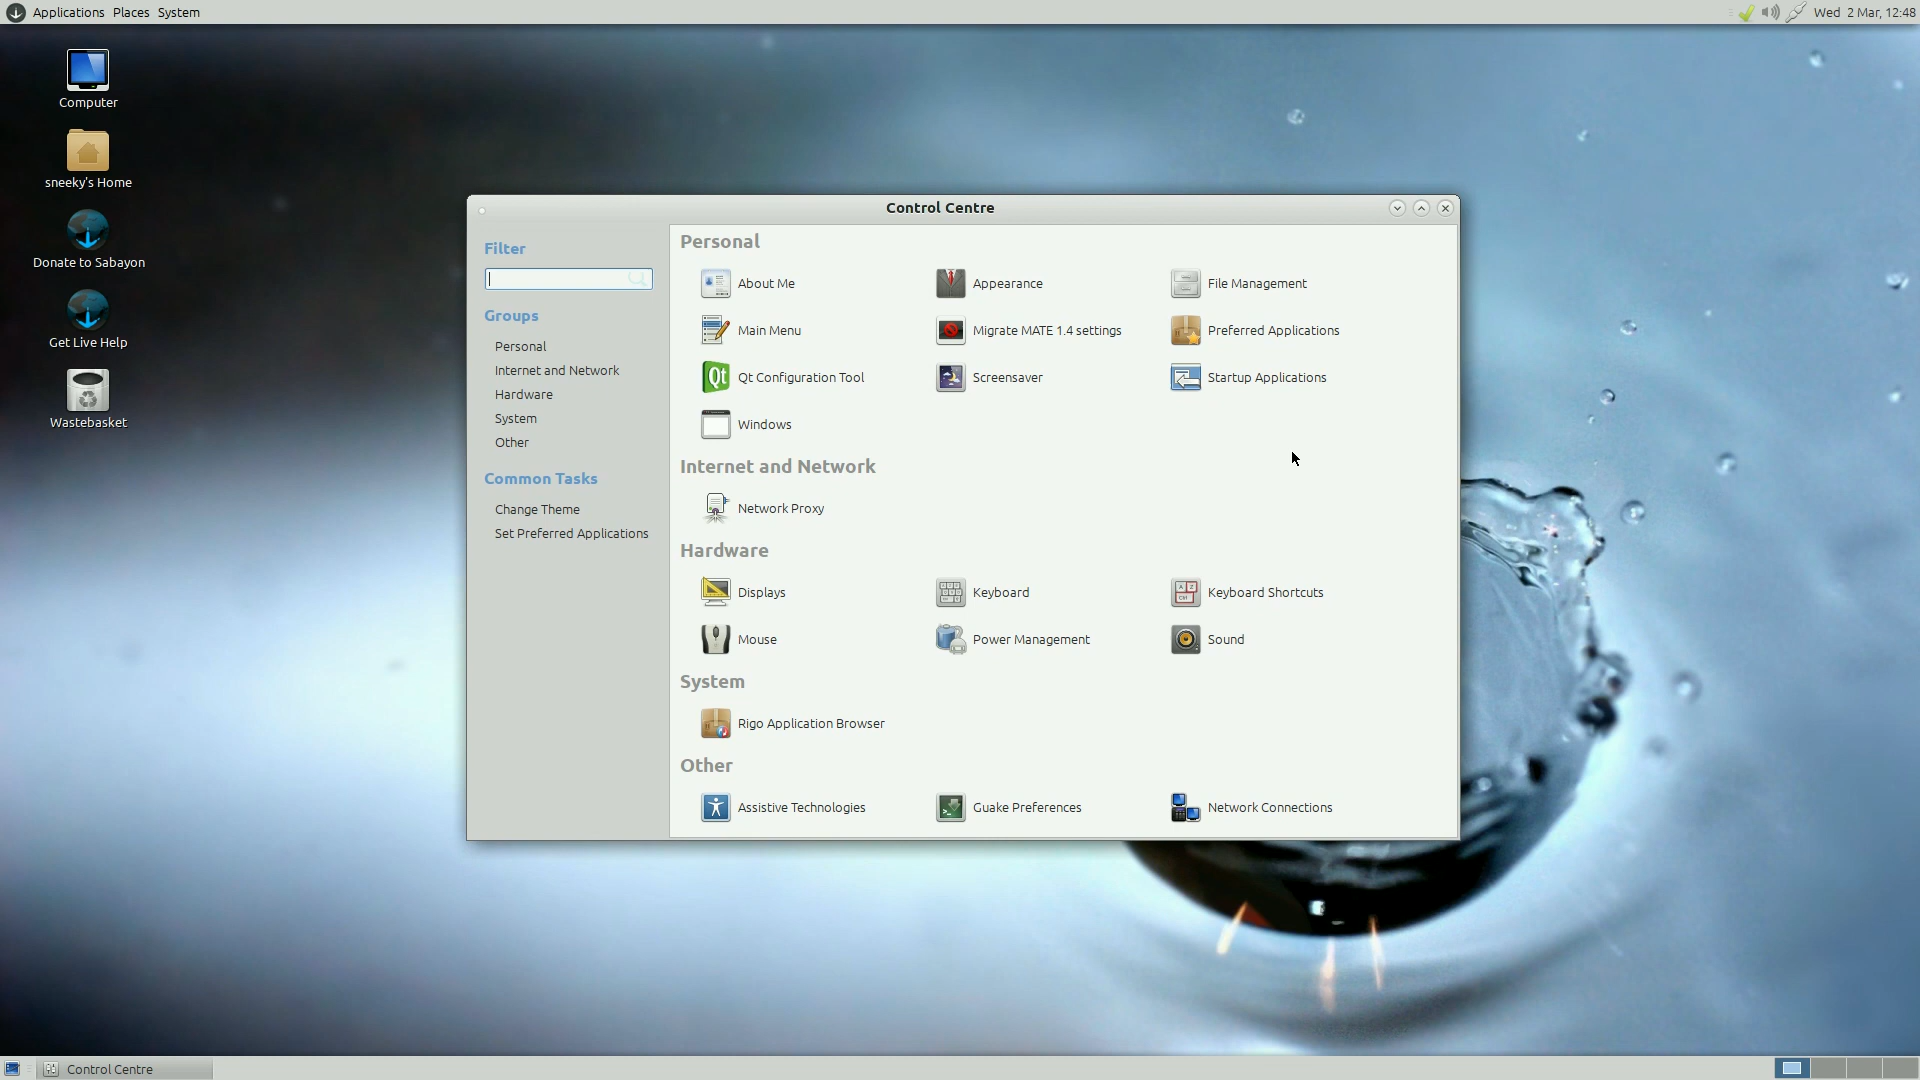 Applications Places System
Wed 2 Mar, 12:48
Computer
sneeky's Home
Donate to Sabayon
Get Live Help
Wastebasket
Control Centre
Filter
Groups
Personal
Internet and Network
Hardware
System
Other
Common Tasks
Change Theme
Set Preferred Applications
Personal
About Me
Appearance
File Management
Main Menu
Migrate MATE 1.4 settings
Preferred Applications
Qt Configuration Tool
Screensaver
Startup Applications
Windows
Internet and Network
Network Proxy
Hardware
Displays
Keyboard
Keyboard Shortcuts
Mouse
Power Management
Sound
System
Rigo Application Browser
Other
Assistive Technologies
Guake Preferences
Network Connections
Control Centre